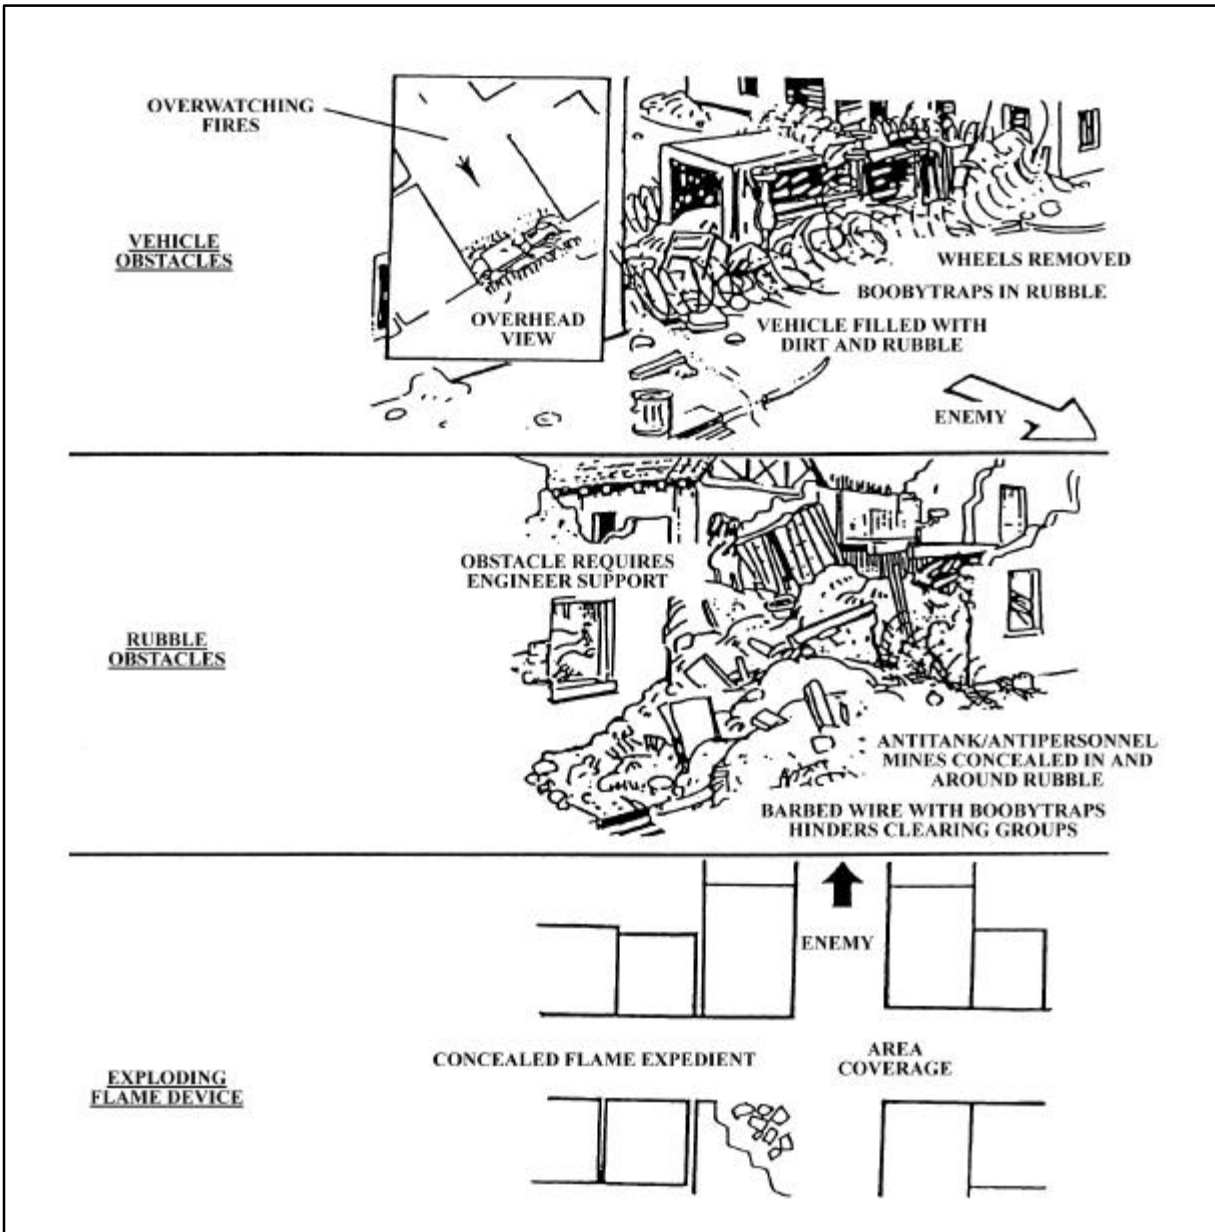 OVERWATCHING
FIRES
VEHICLE
OBSTACLES
OVERHEAD
VIEW
WHEELS REMOVED
BOOBYTRAPS IN RUBBLE
VEHICLE FILLED WITH
DIRT AND RUBBLE
ENEMY
OBSTACLE REQUIRES
ENGINEER SUPPORT
RUBBLE
OBSTACLES
ANTITANK/ANTIPERSONNEL
MINES CONCEALED IN AND
AROUND RUBBLE
BARBED WIRE WITH BOOBYTRAPS
HINDERS CLEARING GROUPS
ENEMY
CONCEALED FLAME EXPEDIENT
AREA
COVERAGE
EXPLODING
FLAME DEVICE